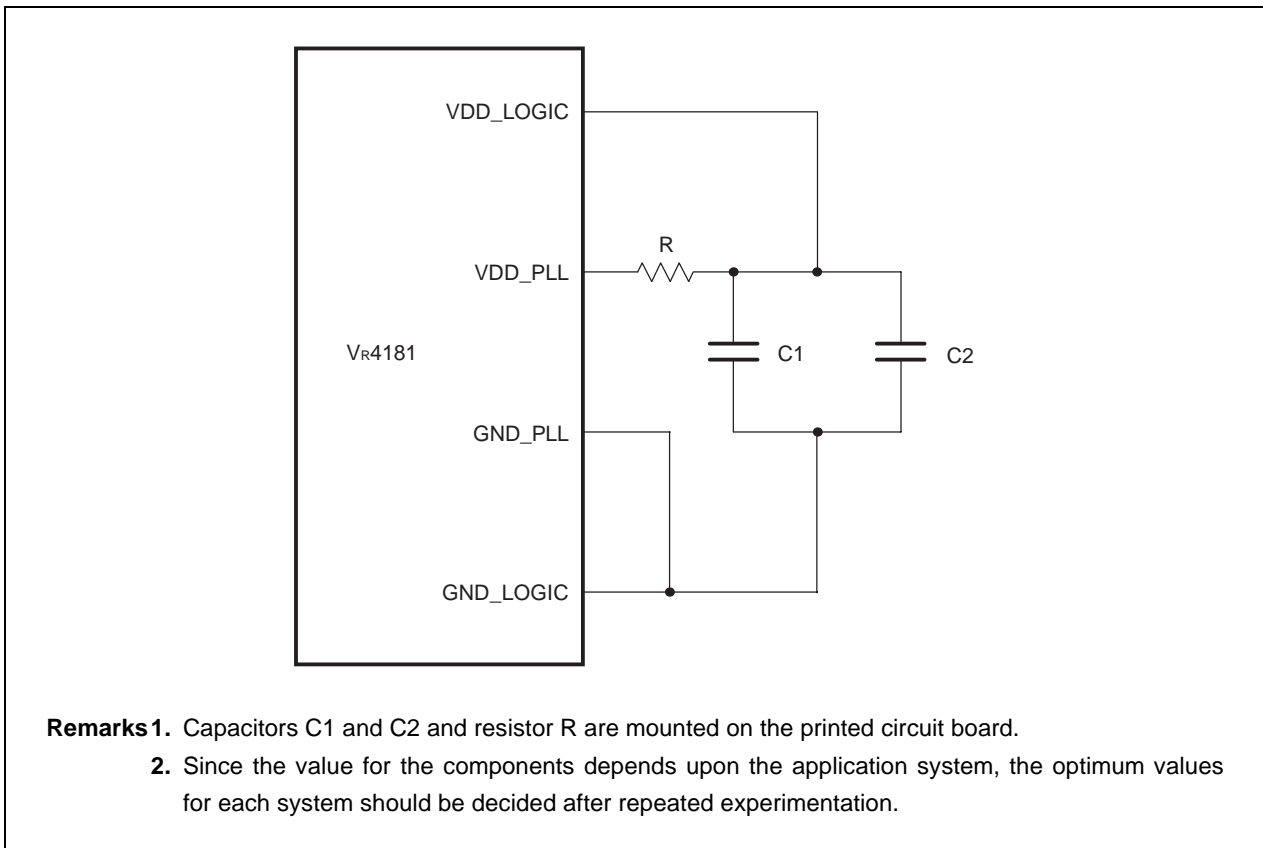 VDD_LOGIC
R
VDD_PLL
VR4181
C1
C2
GND_PLL
GND_LOGIC
Remarks 1. Capacitors C1 and C2 and resistor R are mounted on the printed circuit board.
2. Since the value for the components depends upon the application system, the optimum values
for each system should be decided after repeated experimentation.